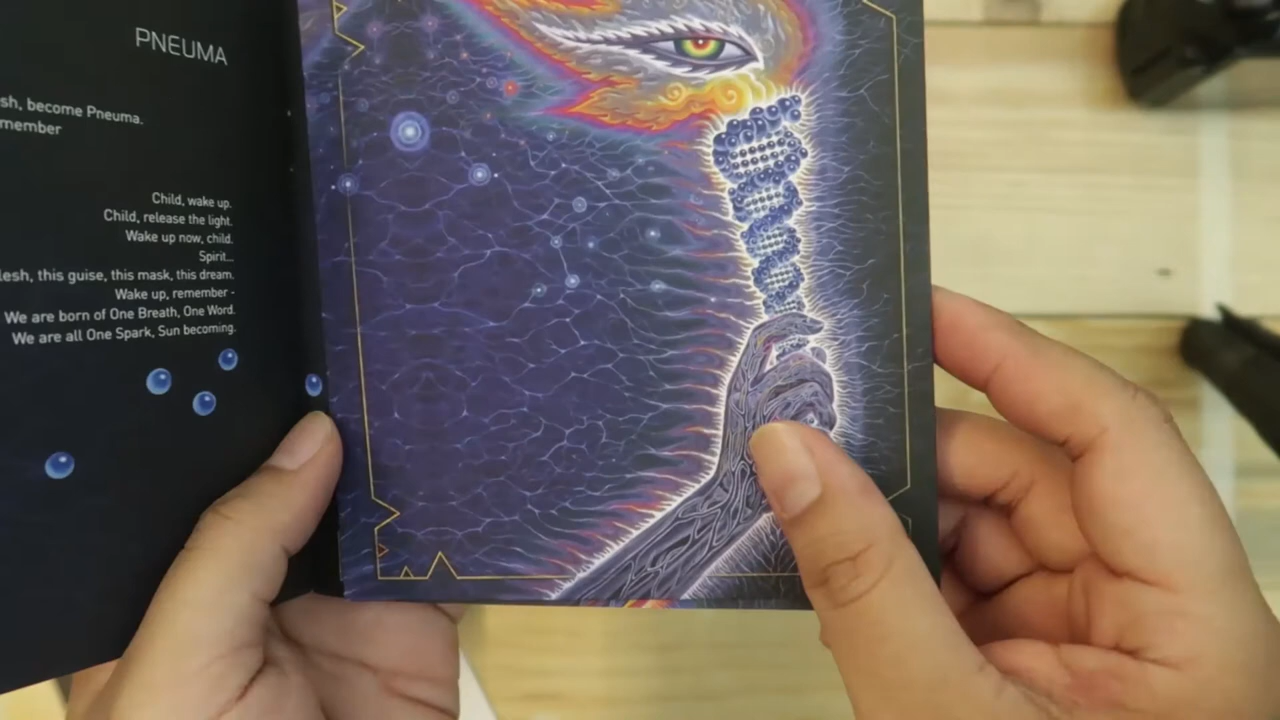 PNEUMA
sh, become Pneuma.
member
Child, wake up.
Child, release the light.
Wake up now, child.
Spirit...
lesh, this guise, this mask, this dream.
Wake up, remember -
We are born of One Breath, One Word.
We are all One Spark, Sun becoming.